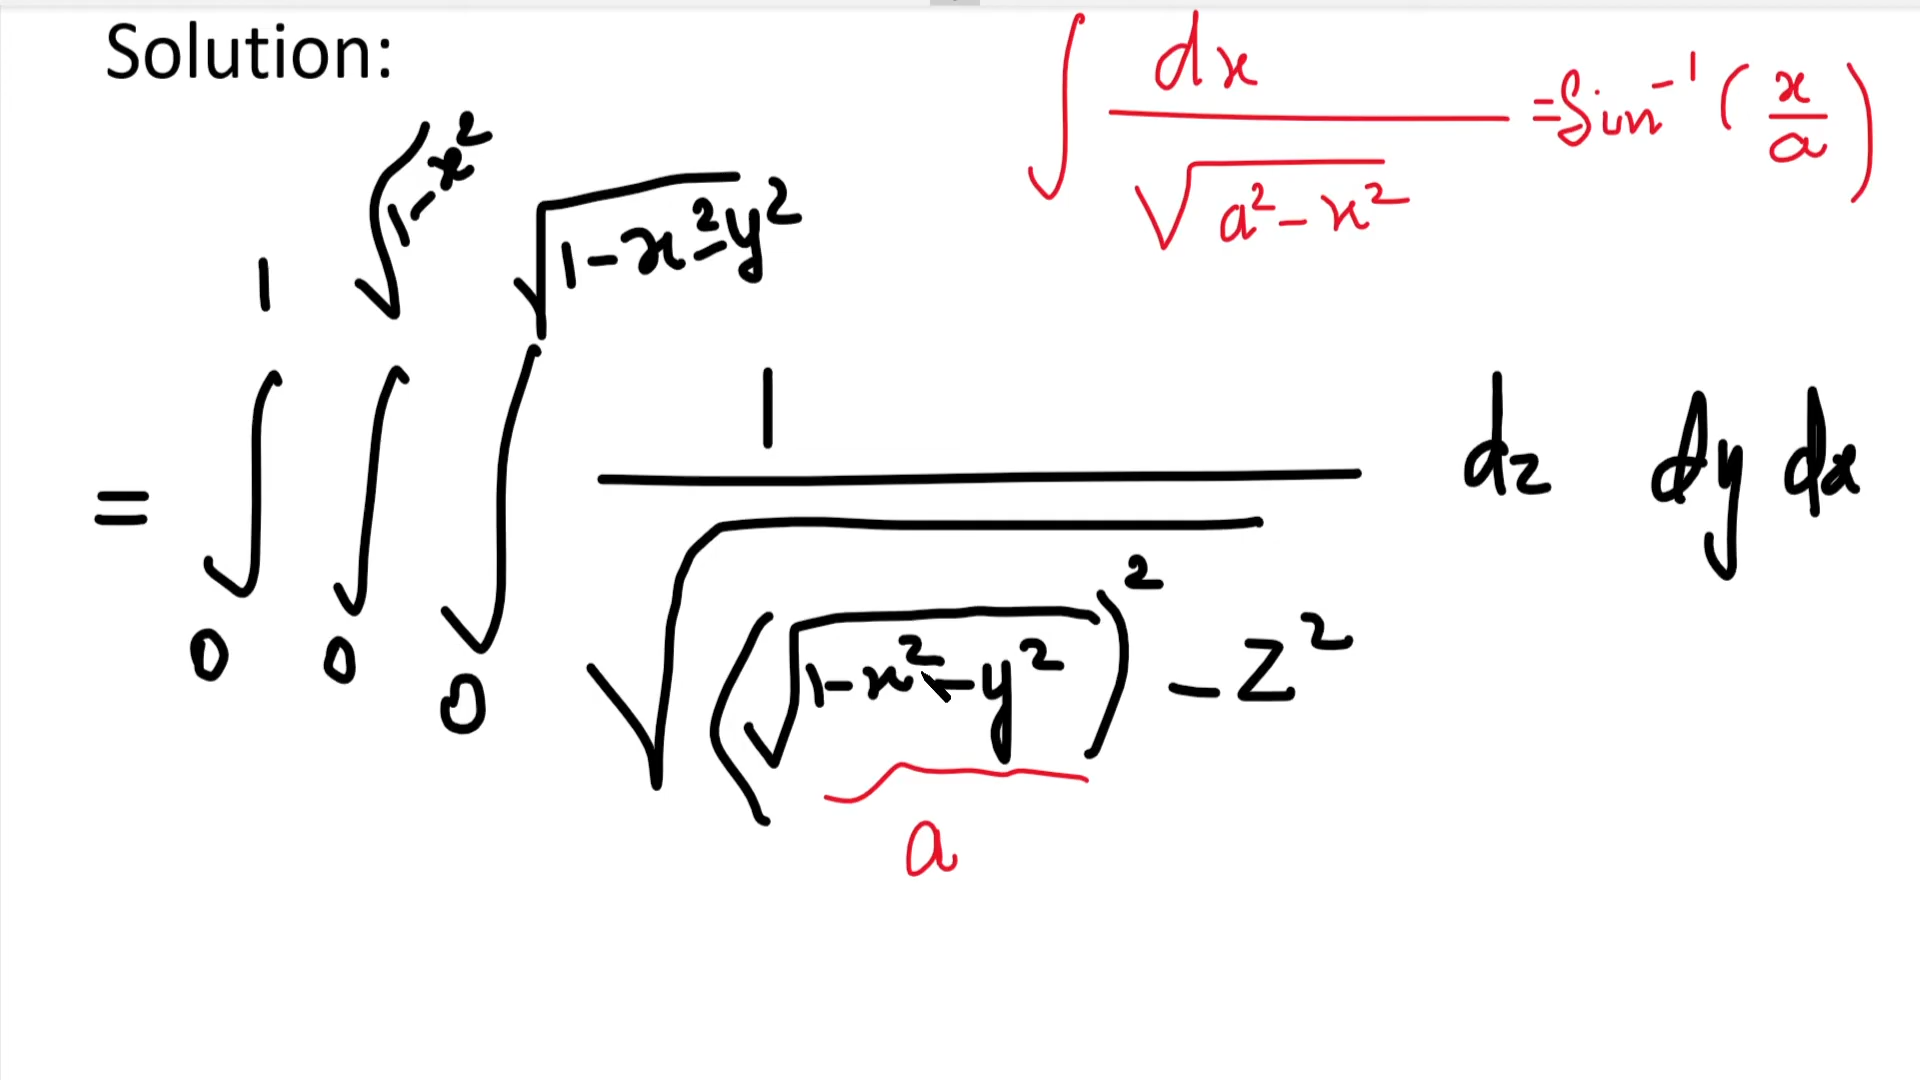 Solution:
∫ dx / √(a² - x²) = Sin⁻¹(x/a)
= ∫₀¹ ∫₀^√(1-x²) ∫₀^√(1-x²-y²) 1 / √((√(1-x²-y²))² - z²) dz dy dx
a